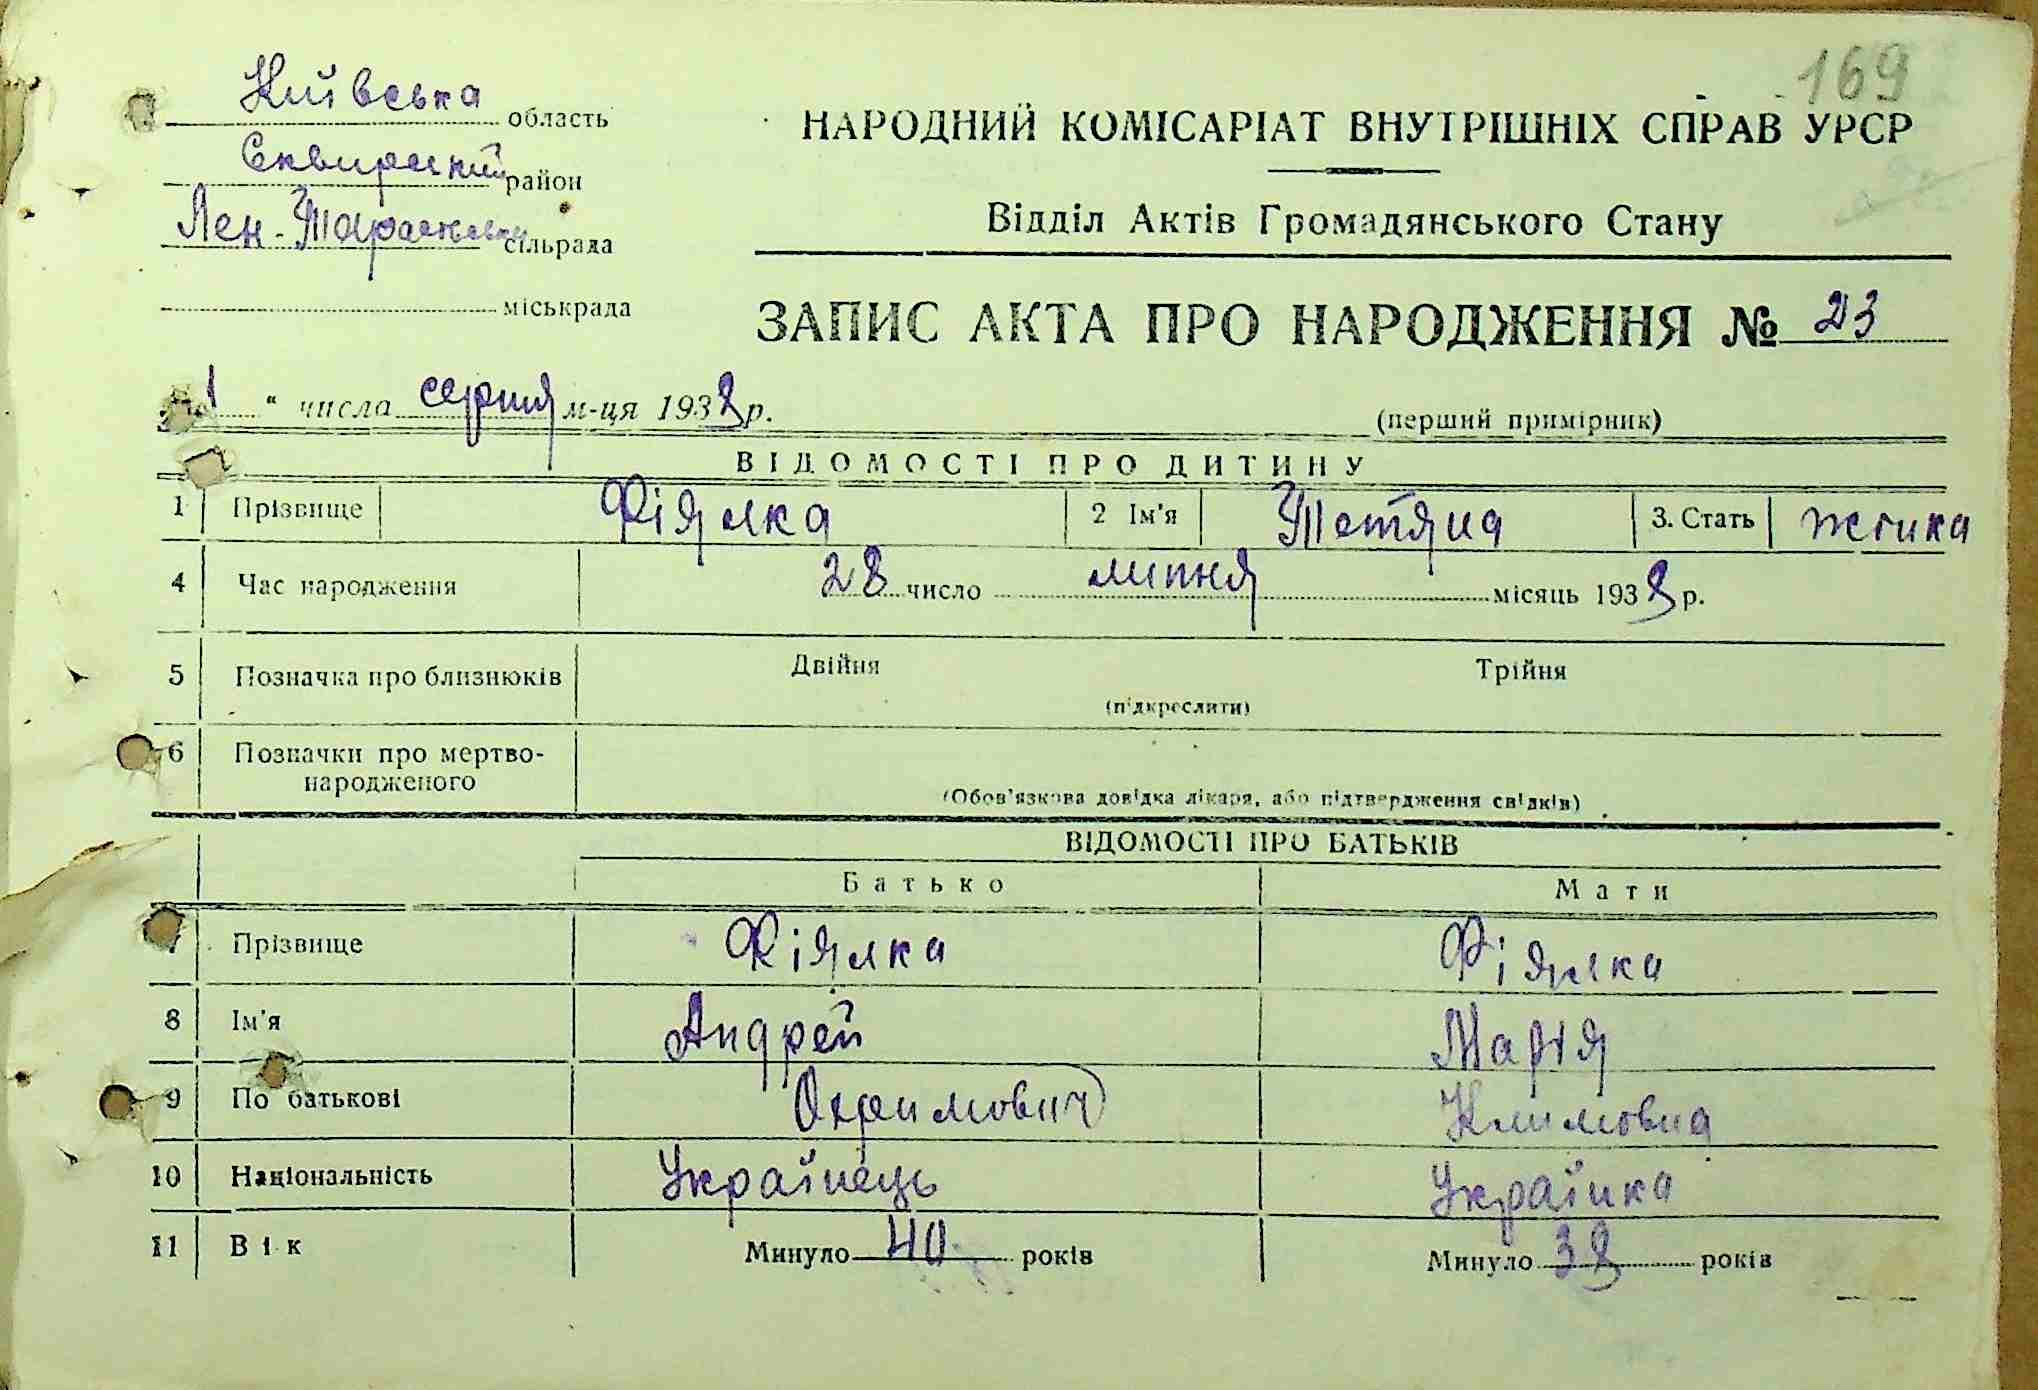 169
Київська область
Сквирський район
Лен-Тарасівська сільрада
міськрада
НАРОДНИЙ КОМІСАРІАТ ВНУТРІШНІХ СПРАВ УРСР
Відділ Актів Громадянського Стану
ЗАПИС АКТА ПРО НАРОДЖЕННЯ № 23
1 " числа серпня м-ця 1938 р.
(перший примірник)
ВІДОМОСТІ ПРО ДИТИНУ
1 Прізвище Фіялка 2 Ім'я Тетяна 3. Стать жінка
4 Час народження 28 число липня місяць 1938 р.
5 Позначка про близнюків Двійня Трійня
(підкреслити)
6 Позначки про мертво-
народженого
(Обов'язкова довідка лікаря, або підтвердження свідків)
ВІДОМОСТІ ПРО БАТЬКІВ
Батько Мати
7 Прізвище Фіялка Фіялка
8 Ім'я Андрей Марія
9 По батькові Охримович Климовна
10 Національність Українець Українка
11 Вік Минуло 40 років Минуло 38 років